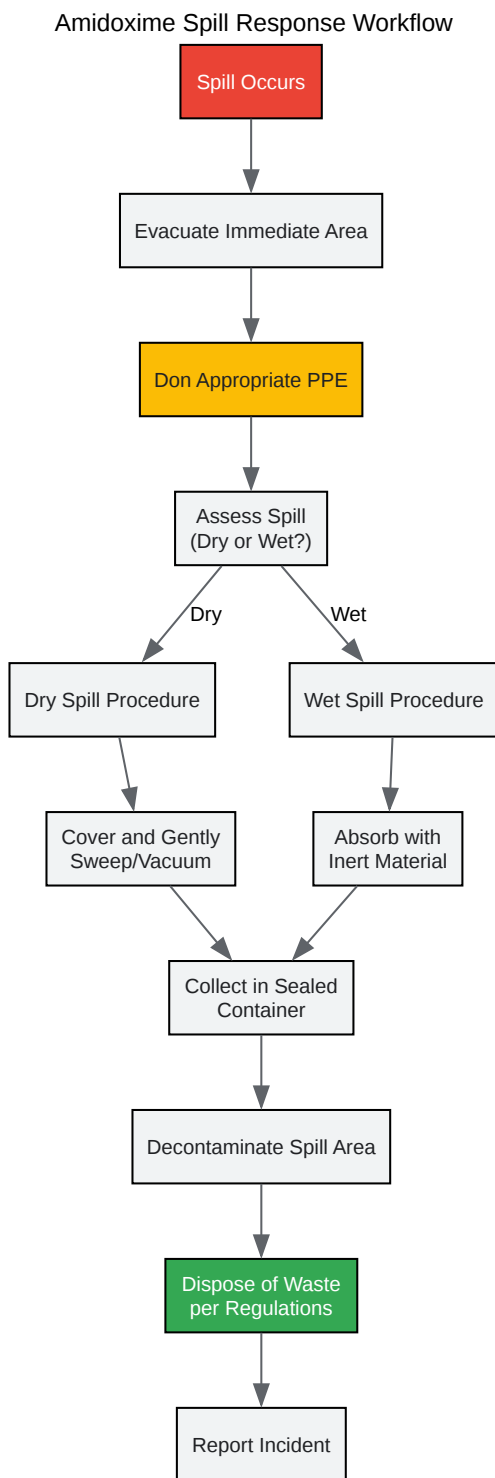 Amidoxime Spill Response Workflow
Spill Occurs
Evacuate Immediate Area
Don Appropriate PPE
Assess Spill
(Dry or Wet?)
Dry
Wet
Dry Spill Procedure
Wet Spill Procedure
Cover and Gently
Sweep/Vacuum
Absorb with
Inert Material
Collect in Sealed
Container
Decontaminate Spill Area
Dispose of Waste
per Regulations
Report Incident